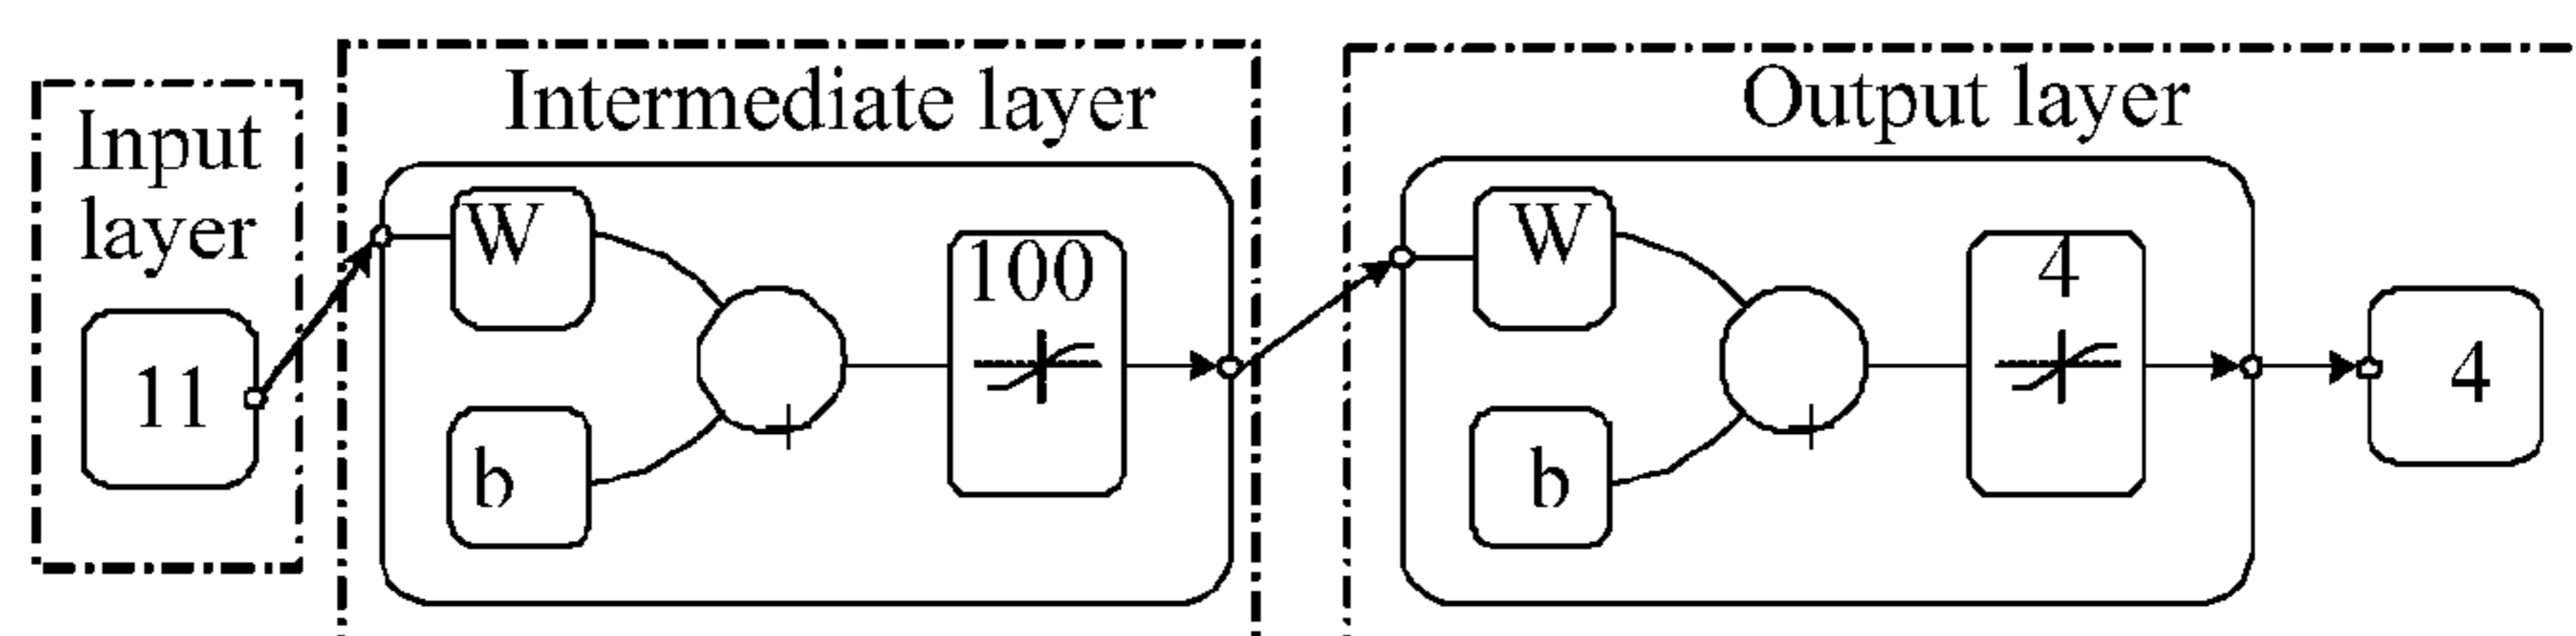 Input
layer
11
Intermediate layer
W
b
+
100
Output layer
W
b
+
4
4